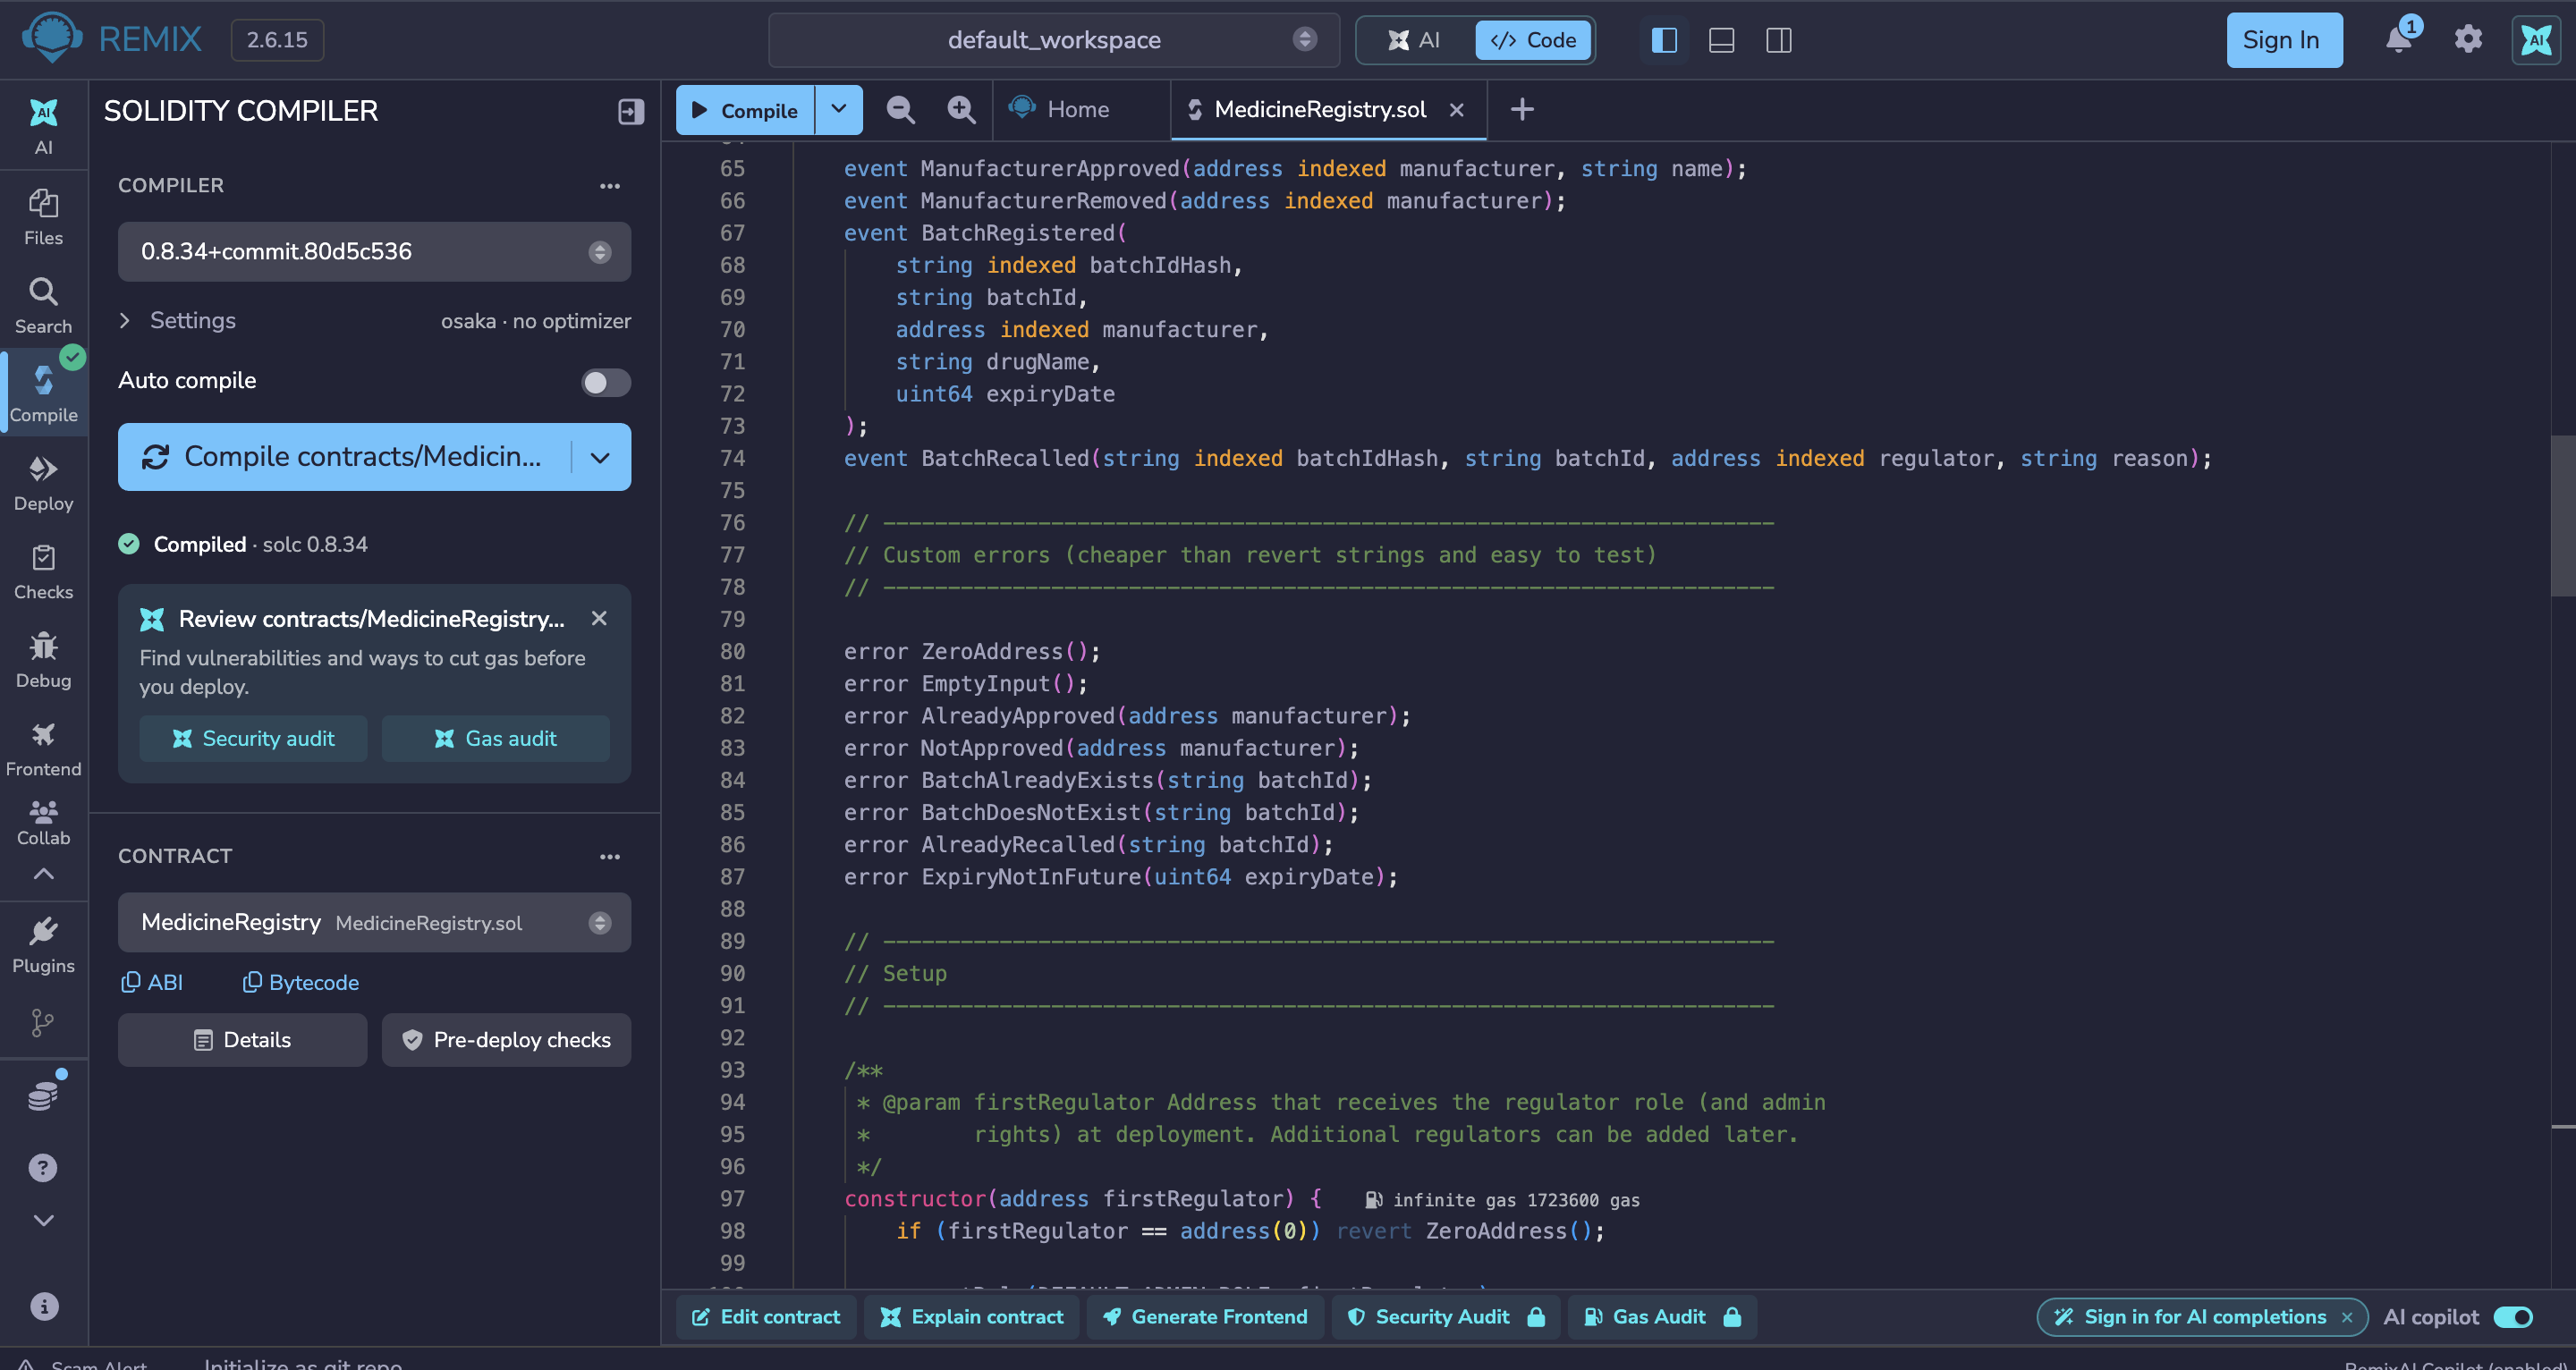 REMIX 2.6.15 default_workspace AI </> Code Sign In 1 AI
AI
Files
Search
Compile
Deploy
Checks
Debug
Frontend
Collab
Plugins
SOLIDITY COMPILER
COMPILER
0.8.34+commit.80d5c536
Settings osaka · no optimizer
Auto compile
Compile contracts/Medicin...
Compiled · solc 0.8.34
Review contracts/MedicineRegistry...
Find vulnerabilities and ways to cut gas before
you deploy.
Security audit Gas audit
CONTRACT
MedicineRegistry MedicineRegistry.sol
ABI Bytecode
Details Pre-deploy checks
Compile Home MedicineRegistry.sol
65 event ManufacturerApproved(address indexed manufacturer, string name);
66 event ManufacturerRemoved(address indexed manufacturer);
67 event BatchRegistered(
68 string indexed batchIdHash,
69 string batchId,
70 address indexed manufacturer,
71 string drugName,
72 uint64 expiryDate
73 );
74 event BatchRecalled(string indexed batchIdHash, string batchId, address indexed regulator, string reason);
75
76 // ---------------------------------------------------------------------
77 // Custom errors (cheaper than revert strings and easy to test)
78 // ---------------------------------------------------------------------
79
80 error ZeroAddress();
81 error EmptyInput();
82 error AlreadyApproved(address manufacturer);
83 error NotApproved(address manufacturer);
84 error BatchAlreadyExists(string batchId);
85 error BatchDoesNotExist(string batchId);
86 error AlreadyRecalled(string batchId);
87 error ExpiryNotInFuture(uint64 expiryDate);
88
89 // ---------------------------------------------------------------------
90 // Setup
91 // ---------------------------------------------------------------------
92
93 /**
94 * @param firstRegulator Address that receives the regulator role (and admin
95 * rights) at deployment. Additional regulators can be added later.
96 */
97 constructor(address firstRegulator) { infinite gas 1723600 gas
98 if (firstRegulator == address(0)) revert ZeroAddress();
99
Edit contract Explain contract Generate Frontend Security Audit Gas Audit Sign in for AI completions × AI copilot
Scam Alert Initialize as git repo RemixAI Copilot (enabled)